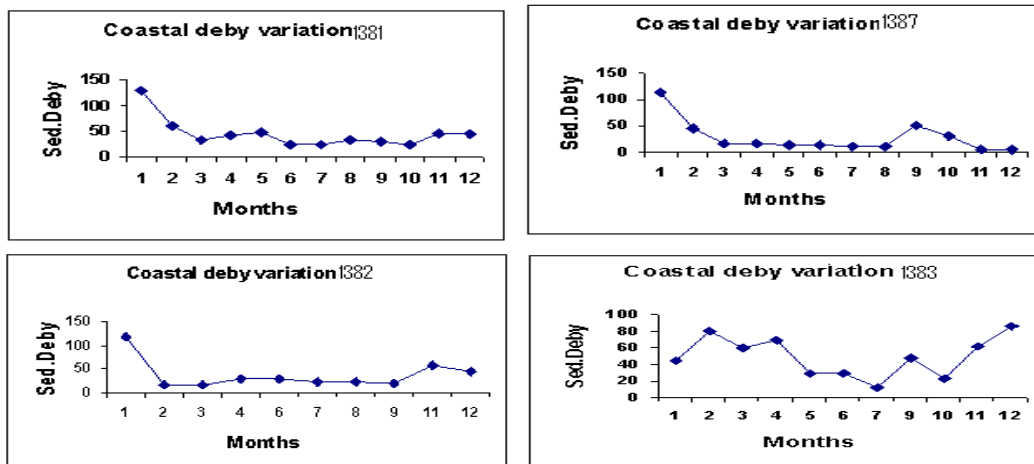 Coastal deby variation1381
Sed.Deby
150
100
50
0
1 2 3 4 5 6 7 8 9 10 11 12
Months
Coastal deby variation1387
Sed.Deby
150
100
50
0
1 2 3 4 5 6 7 8 9 10 11 12
Months
Coastal deby variation1382
Sed.Deby
150
100
50
0
1 2 3 4 6 7 8 9 11 12
Months
Coastal deby variation 1383
Sed.Deby
100
80
60
40
20
0
1 2 3 4 5 6 7 9 10 11 12
Months